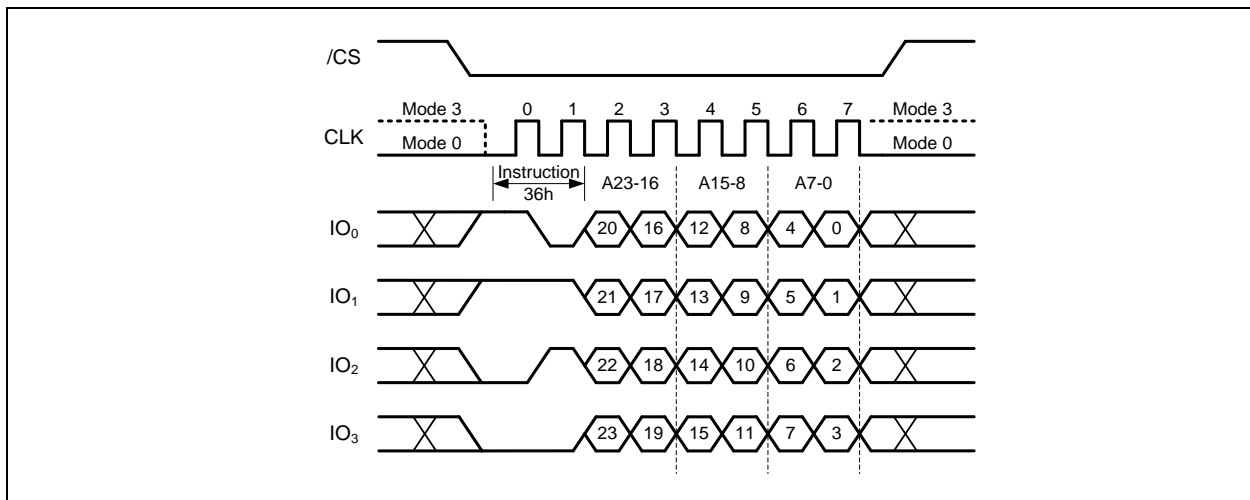 /CS
Mode 3 0 1 2 3 4 5 6 7 Mode 3
CLK
Mode 0 Mode 0
Instruction
36h
A23-16 A15-8 A7-0
IO₀ 20 16 12 8 4 0
IO₁ 21 17 13 9 5 1
IO₂ 22 18 14 10 6 2
IO₃ 23 19 15 11 7 3